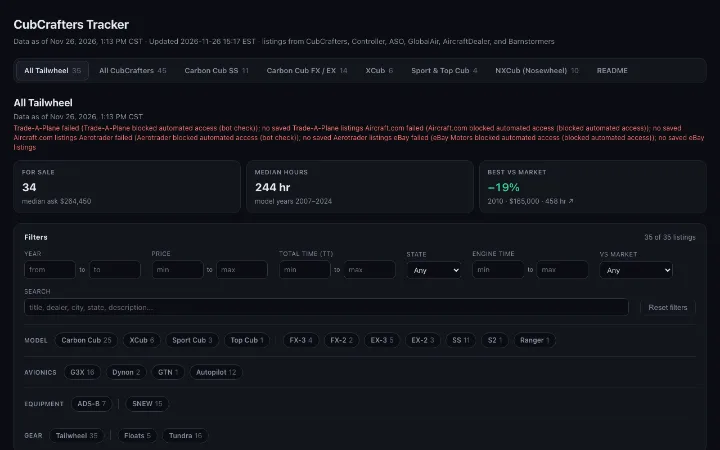 CubCrafters Tracker
Data as of Nov 26, 2026, 1:13 PM CST · Updated 2026-11-26 15:17 EST · listings from CubCrafters, Controller, ASO, GlobalAir, AircraftDealer, and Barnstormers
All Tailwheel 35 All CubCrafters 45 Carbon Cub SS 11 Carbon Cub FX / EX 14 XCub 6 Sport & Top Cub 4 NXCub (Nosewheel) 10 README
All Tailwheel
Data as of Nov 26, 2026, 1:13 PM CST
Trade-A-Plane failed (Trade-A-Plane blocked automated access (bot check)); no saved Trade-A-Plane listings Aircraft.com failed (Aircraft.com blocked automated access (blocked automated access)); no saved
Aircraft.com listings Aerotrader failed (Aerotrader blocked automated access (bot check)), no saved Aerotrader listings eBay failed (eBay Motors blocked automated access (blocked automated access)); no saved eBay
listings
FOR SALE MEDIAN HOURS BEST VS MARKET
34 244 hr −19%
median ask $264,450 model years 2007–2024 2010 · $165,000 · 458 hr ↗
Filters 35 of 35 listings
YEAR PRICE TOTAL TIME (TT) STATE ENGINE TIME VS MARKET
from to to min to max min to max Any min to max Any
SEARCH
title, dealer, city, state, description... Reset filters
MODEL Carbon Cub 25 XCub 6 Sport Cub 3 Top Cub 1 FX-3 4 FX-2 2 EX-3 5 EX-2 3 SS 11 S2 1 Ranger 1
AVIONICS G3X 16 Dynon 2 GTN 1 Autopilot 12
EQUIPMENT ADS-B 7 SNEW 15
GEAR Tailwheel 35 Floats 5 Tundra 16